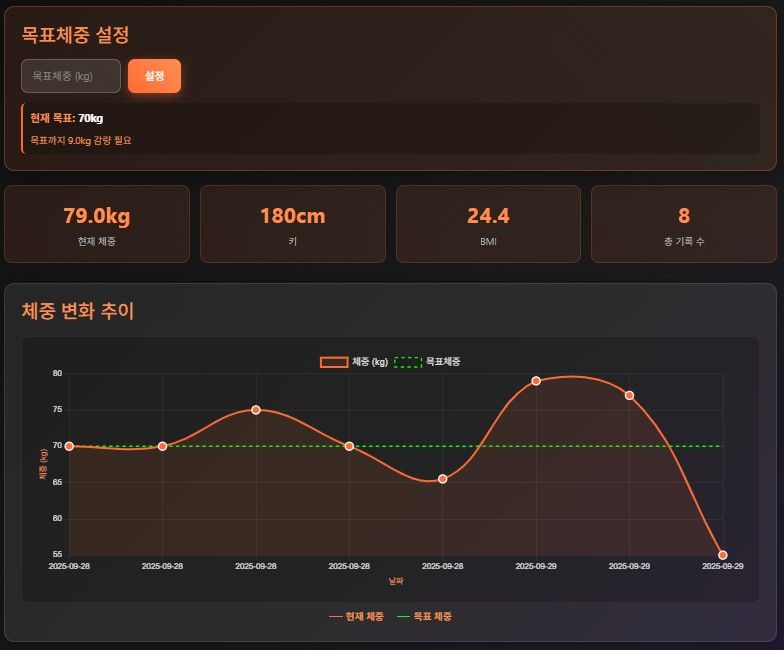 목표체중 설정
목표체중 (kg)
설정
현재 목표: 70kg
목표까지 9.0kg 감량 필요
79.0kg
현재 체중
180cm
키
24.4
BMI
8
총 기록 수
체중 변화 추이
체중 (kg) 목표체중
80
75
70
65
60
55
체중 (kg)
2025-09-28 2025-09-28 2025-09-28 2025-09-28 2025-09-28 2025-09-29 2025-09-29 2025-09-29
날짜
현재 체중 목표 체중